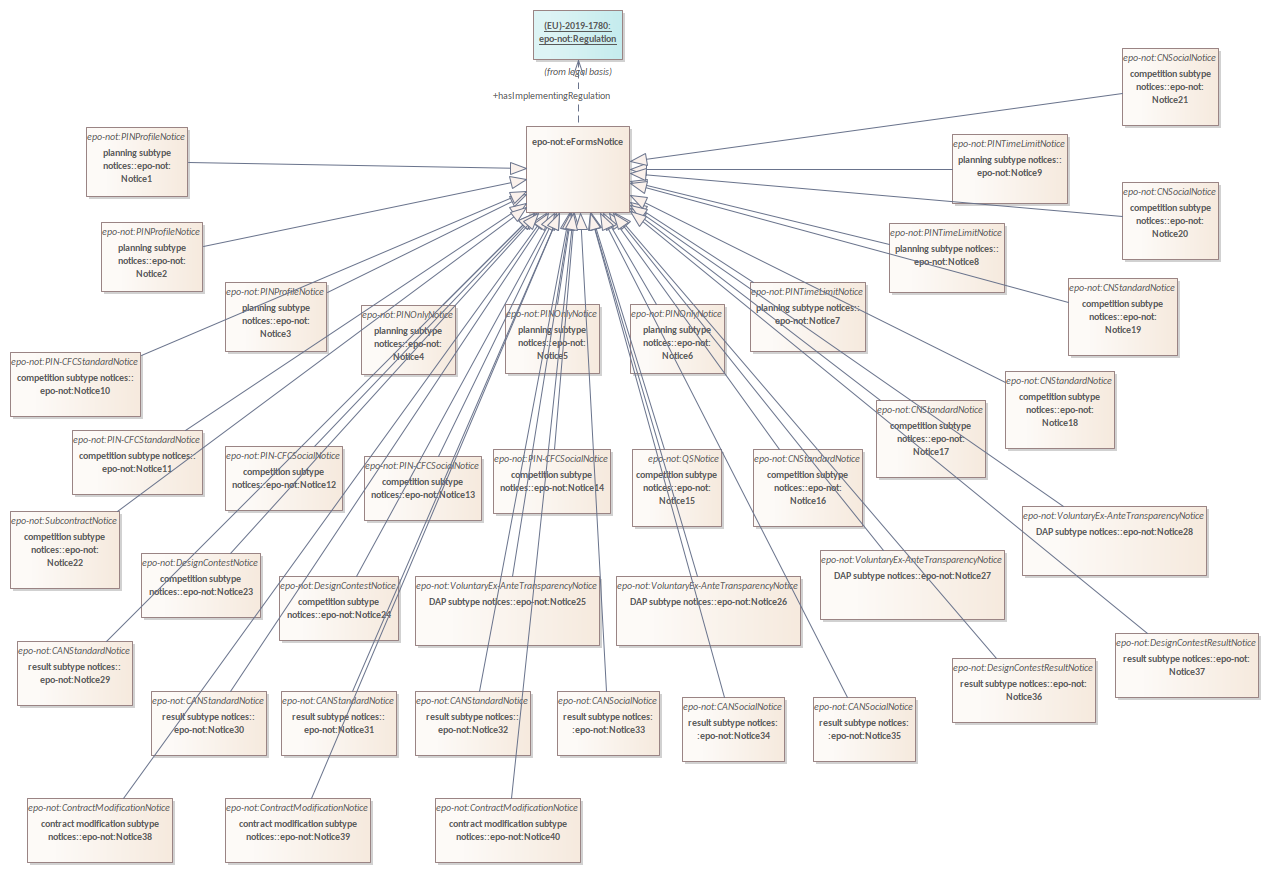 (EU)-2019-1780:
epo-not:Regulation
(from legal basis)
+hasImplementingRegulation
epo-not:eFormsNotice
epo-not:CNSocialNotice
competition subtype
notices::epo-not:
Notice21
epo-not:PINProfileNotice
planning subtype
notices::epo-not:
Notice1
epo-not:PINTimeLimitNotice
planning subtype notices::
epo-not:Notice9
epo-not:CNSocialNotice
competition subtype
notices::epo-not:
Notice20
epo-not:PINProfileNotice
planning subtype
notices::epo-not:
Notice2
epo-not:PINTimeLimitNotice
planning subtype notices::
epo-not:Notice8
epo-not:CNStandardNotice
competition subtype
notices::epo-not:
Notice19
epo-not:PINProfileNotice
planning subtype
notices::epo-not:
Notice3
epo-not:PINOnlyNotice
planning subtype
notices::epo-not:
Notice4
epo-not:PINOnlyNotice
planning subtype
notices::epo-not:
Notice5
epo-not:PINOnlyNotice
planning subtype
notices::epo-not:
Notice6
epo-not:PINTimeLimitNotice
planning subtype notices::
epo-not:Notice7
epo-not:PIN-CFCStandardNotice
competition subtype notices::
epo-not:Notice10
epo-not:CNStandardNotice
competition subtype
notices::epo-not:
Notice18
epo-not:CNStandardNotice
competition subtype
notices::epo-not:
Notice17
epo-not:PIN-CFCStandardNotice
competition subtype notices::
epo-not:Notice11
epo-not:PIN-CFCSocialNotice
competition subtype
notices::epo-not:Notice12
epo-not:PIN-CFCSocialNotice
competition subtype
notices::epo-not:Notice13
epo-not:PIN-CFCSocialNotice
competition subtype
notices::epo-not:Notice14
epo-not:QSNotice
competition subtype
notices::epo-not:
Notice15
epo-not:CNStandardNotice
competition subtype
notices::epo-not:
Notice16
epo-not:SubcontractNotice
competition subtype
notices::epo-not:
Notice22
epo-not:VoluntaryEx-AnteTransparencyNotice
DAP subtype notices::epo-not:Notice28
epo-not:DesignContestNotice
competition subtype
notices::epo-not:Notice23
epo-not:VoluntaryEx-AnteTransparencyNotice
DAP subtype notices::epo-not:Notice27
epo-not:DesignContestNotice
competition subtype
notices::epo-not:Notice24
epo-not:VoluntaryEx-AnteTransparencyNotice
DAP subtype notices::epo-not:Notice25
epo-not:VoluntaryEx-AnteTransparencyNotice
DAP subtype notices::epo-not:Notice26
epo-not:CANStandardNotice
result subtype notices::
epo-not:Notice29
epo-not:DesignContestResultNotice
result subtype notices::epo-not:
Notice37
epo-not:DesignContestResultNotice
result subtype notices::epo-not:
Notice36
epo-not:CANStandardNotice
result subtype notices::
epo-not:Notice30
epo-not:CANStandardNotice
result subtype notices::
epo-not:Notice31
epo-not:CANStandardNotice
result subtype notices::
epo-not:Notice32
epo-not:CANSocialNotice
result subtype notices:
:epo-not:Notice33
epo-not:CANSocialNotice
result subtype notices:
:epo-not:Notice34
epo-not:CANSocialNotice
result subtype notices:
:epo-not:Notice35
epo-not:ContractModificationNotice
contract modification subtype
notices::epo-not:Notice38
epo-not:ContractModificationNotice
contract modification subtype
notices::epo-not:Notice39
epo-not:ContractModificationNotice
contract modification subtype
notices::epo-not:Notice40